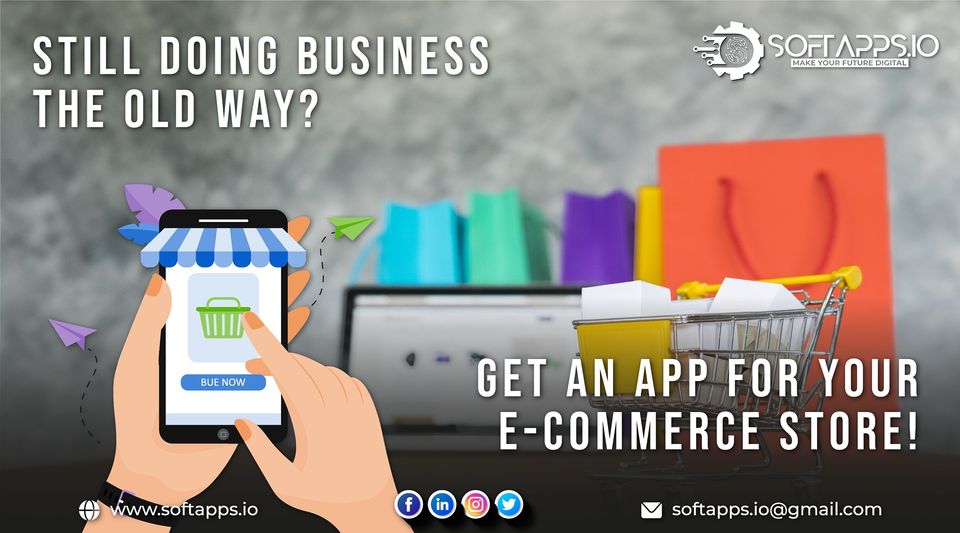 STILL DOING BUSINESS
THE OLD WAY?
SOFTAPPS.IO
MAKE YOUR FUTURE DIGITAL
BUE NOW
GET AN APP FOR YOUR
E-COMMERCE STORE!
www.softapps.io
softapps.io@gmail.com